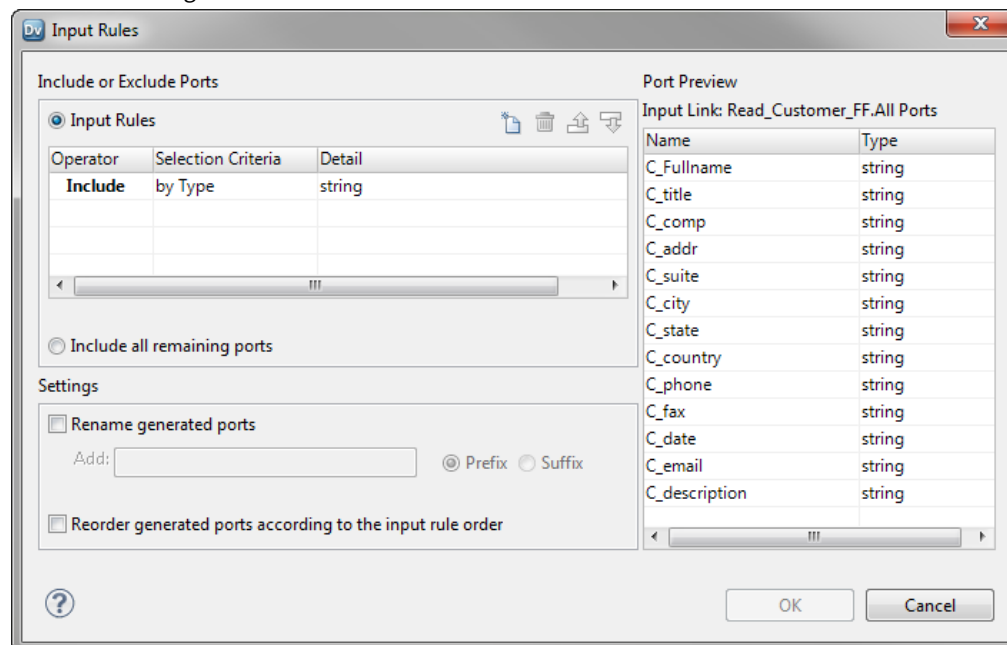 Dv Input Rules
Include or Exclude Ports
Input Rules
Operator Selection Criteria Detail
Include by Type string
Include all remaining ports
Settings
Rename generated ports
Add: Prefix Suffix
Reorder generated ports according to the input rule order
Port Preview
Input Link: Read_Customer_FF.All Ports
Name Type
C_Fullname string
C_title string
C_comp string
C_addr string
C_suite string
C_city string
C_state string
C_country string
C_phone string
C_fax string
C_date string
C_email string
C_description string
? OK Cancel